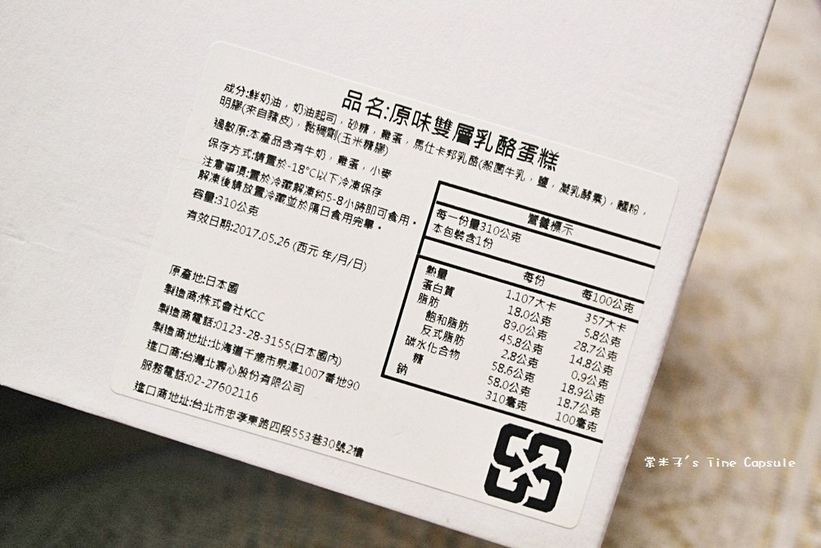 品名:原味雙層乳酪蛋糕
成分:鮮奶油，奶油起司，砂糖，雞蛋，馬仕卡邦乳酪(殺菌牛乳，鹽，凝乳酵素)，麵粉，
明膠(來自豬皮)，黏稠劑(玉米糖膠)
過敏原:本產品含有牛奶，雞蛋，小麥
保存方式:請置於-18°C以下冷凍保存
注意事項:置於冷藏解凍約5-8小時即可食用。
解凍後請放置冷藏並於隔日食用完畢。
容量:310公克
有效日期:2017.05.26 (西元 年/月/日)
原產地:日本國
製造商:株式會社KCC
製造商電話:0123-28-3155(日本國內)
製造商地址:北海道千歲市泉澤1007番地90
進口商:台灣北壽心股份有限公司
服務電話:02-27602116
進口商地址:台北市忠孝東路四段553巷30號2樓
營養標示
每一份量310公克
本包裝含1份
每份 每100公克
熱量 1,107大卡 357大卡
蛋白質 18.0公克 5.8公克
脂肪 89.0公克 28.7公克
飽和脂肪 45.8公克 14.8公克
反式脂肪 2.8公克 0.9公克
碳水化合物 58.6公克 18.9公克
糖 58.0公克 18.7公克
鈉 310毫克 100毫克
棠米子's Time Capsule